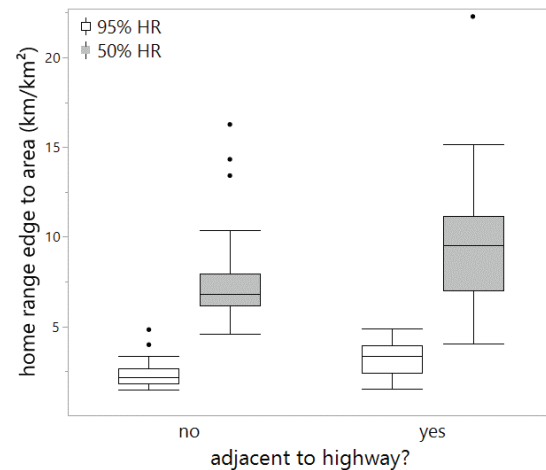 95% HR
50% HR
home range edge to area (km/km²)
20
15
10
5
no
yes
adjacent to highway?